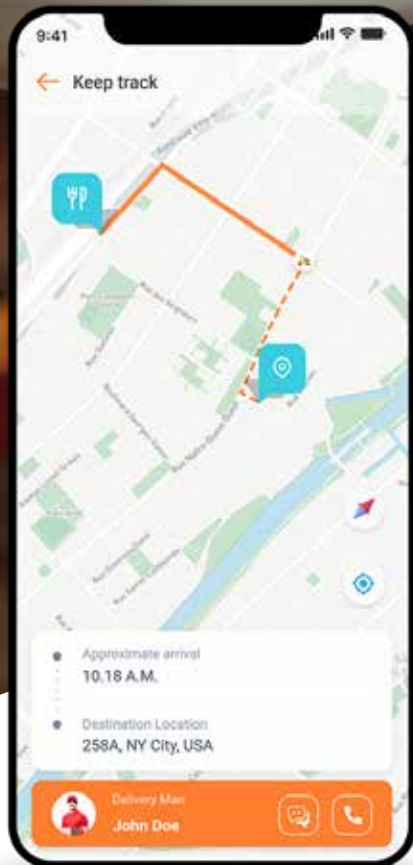 9:41
Keep track
Approximate arrival
10.18 A.M.
Destination Location
258A, NY City, USA
Delivery Man
John Doe